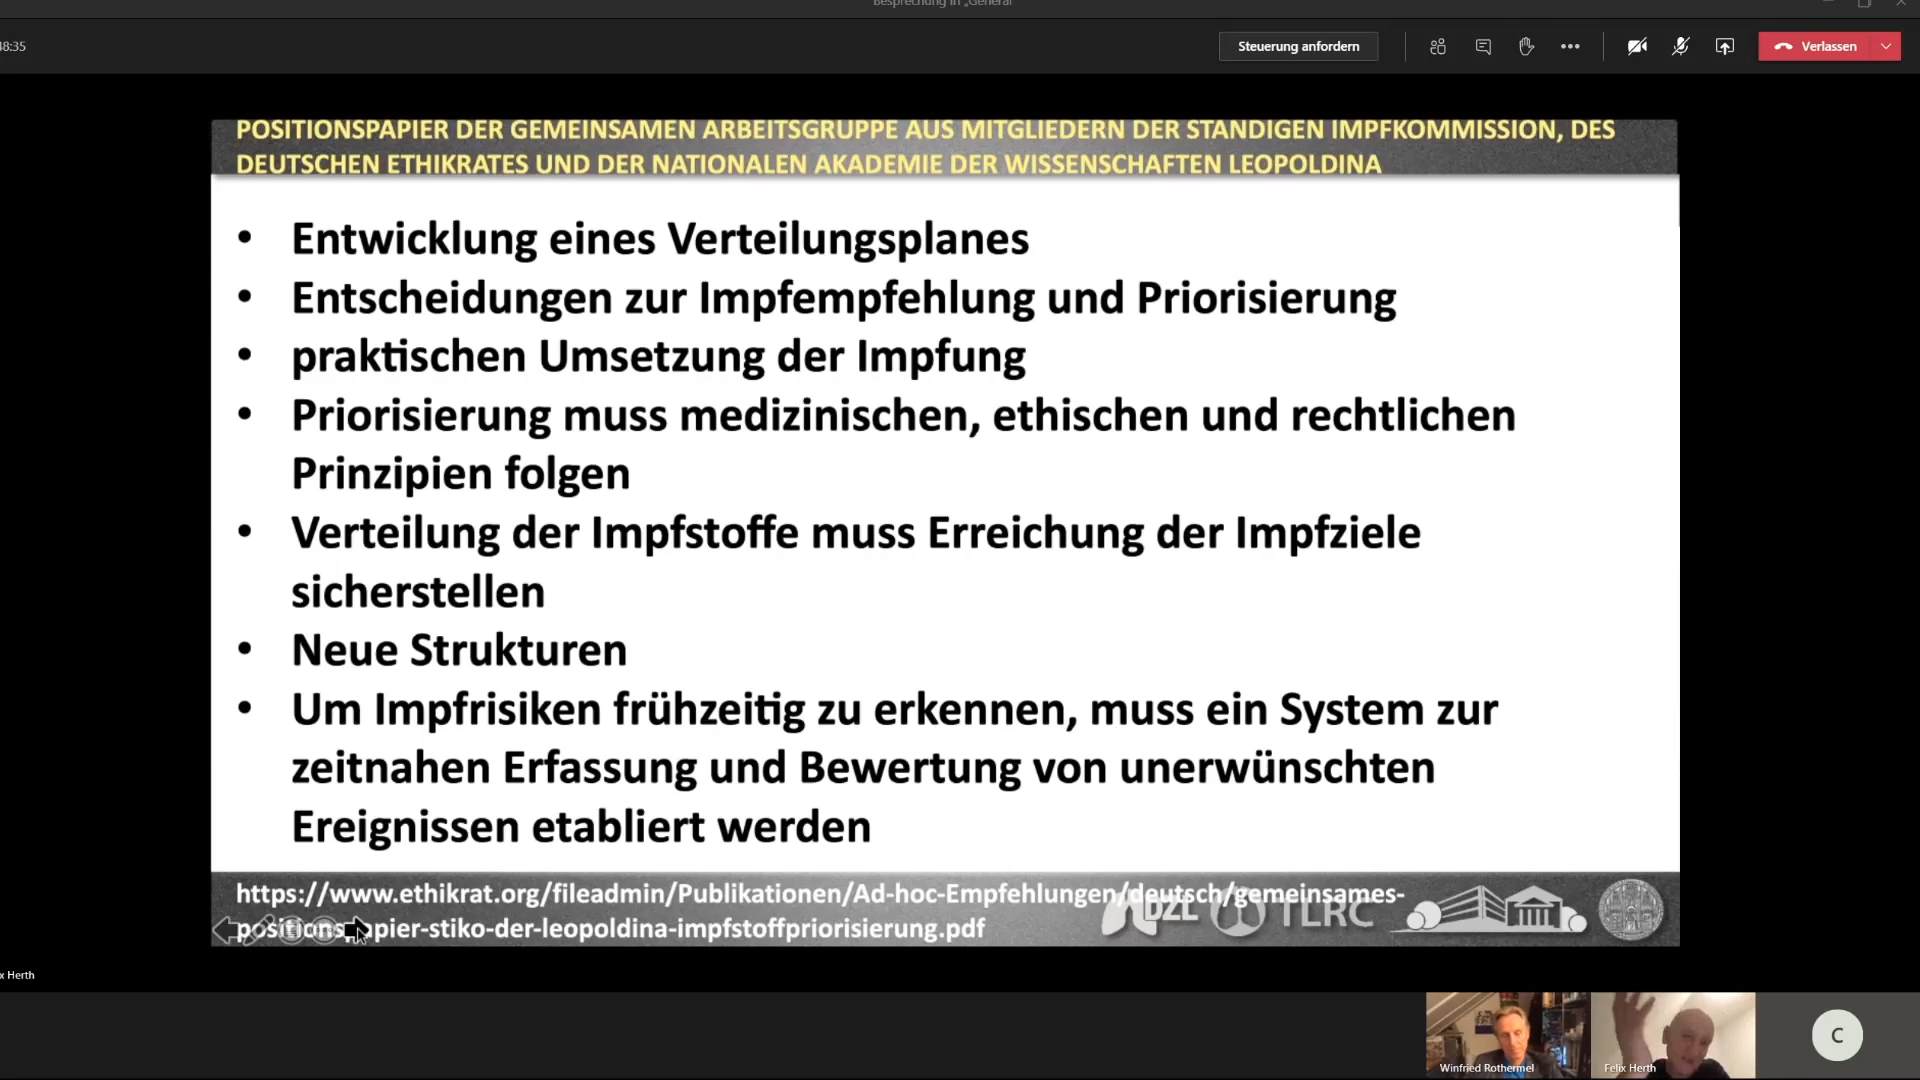 Besprechung in „General"
48:35
Steuerung anfordern
Verlassen
POSITIONSPAPIER DER GEMEINSAMEN ARBEITSGRUPPE AUS MITGLIEDERN DER STÄNDIGEN IMPFKOMMISSION, DES
DEUTSCHEN ETHIKRATES UND DER NATIONALEN AKADEMIE DER WISSENSCHAFTEN LEOPOLDINA
• Entwicklung eines Verteilungsplanes
• Entscheidungen zur Impfempfehlung und Priorisierung
• praktischen Umsetzung der Impfung
• Priorisierung muss medizinischen, ethischen und rechtlichen
Prinzipien folgen
• Verteilung der Impfstoffe muss Erreichung der Impfziele
sicherstellen
• Neue Strukturen
• Um Impfrisiken frühzeitig zu erkennen, muss ein System zur
zeitnahen Erfassung und Bewertung von unerwünschten
Ereignissen etabliert werden
https://www.ethikrat.org/fileadmin/Publikationen/Ad-hoc-Empfehlungen/deutsch/gemeinsames-
positionspapier-stiko-der-leopoldina-impfstoffpriorisierung.pdf
DZL TLRC
x Herth
Winfried Rothermel
Felix Herth
C